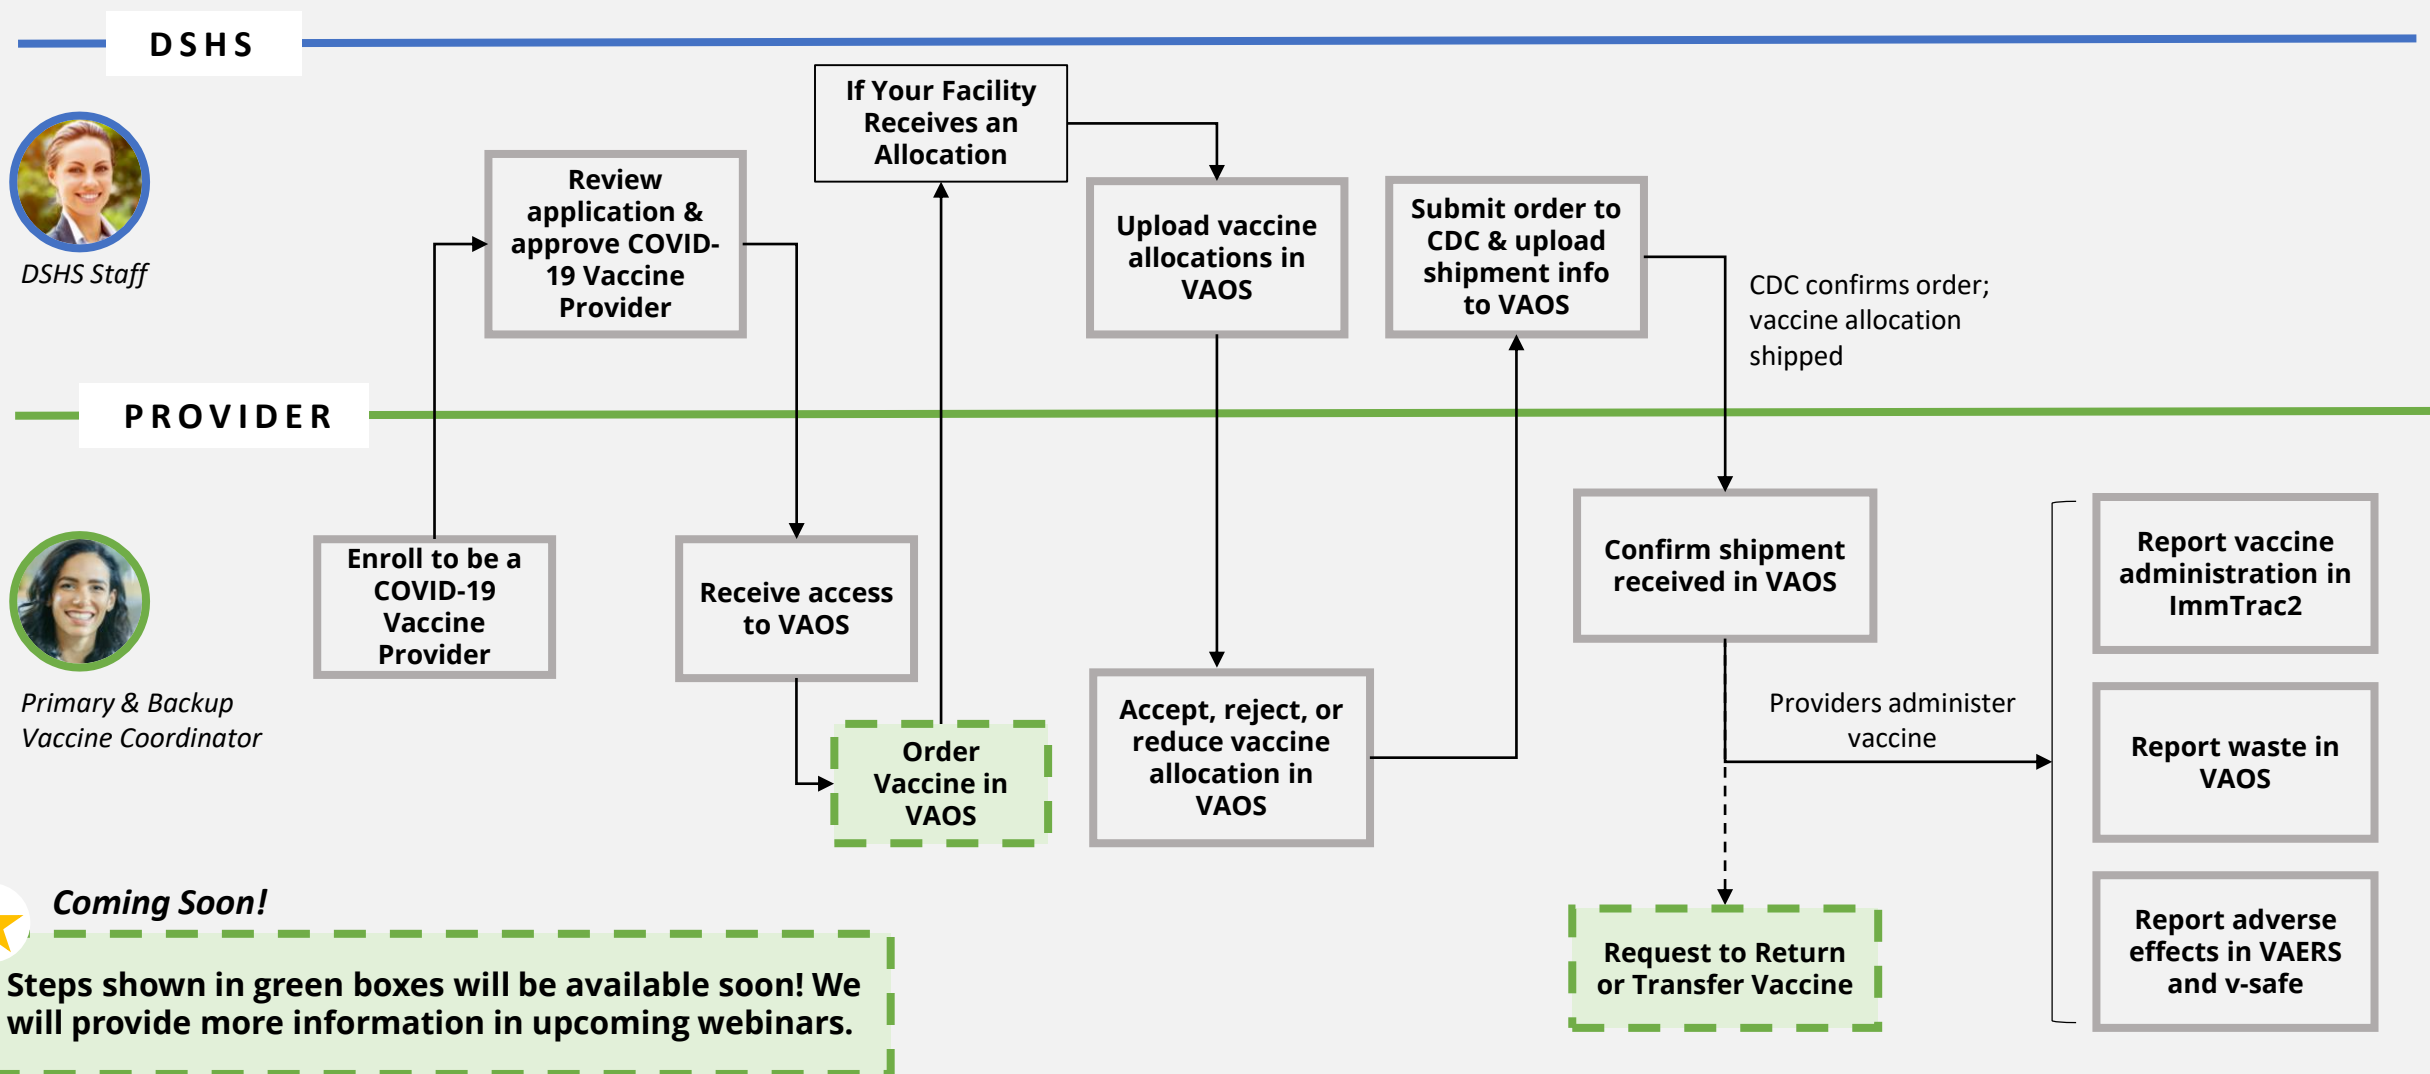 DSHS
If Your Facility
Receives an
Allocation
DSHS Staff
Review
application &
approve COVID-
19 Vaccine
Provider
Upload vaccine
allocations in
VAOS
Submit order to
CDC & upload
shipment info
to VAOS
CDC confirms order;
vaccine allocation
shipped
PROVIDER
Primary & Backup
Vaccine Coordinator
Enroll to be a
COVID-19
Vaccine
Provider
Receive access
to VAOS
Order
Vaccine in
VAOS
Accept, reject, or
reduce vaccine
allocation in
VAOS
Confirm shipment
received in VAOS
Providers administer
vaccine
Request to Return
or Transfer Vaccine
Report vaccine
administration in
ImmTrac2
Report waste in
VAOS
Report adverse
effects in VAERS
and v-safe
Coming Soon!
Steps shown in green boxes will be available soon! We
will provide more information in upcoming webinars.